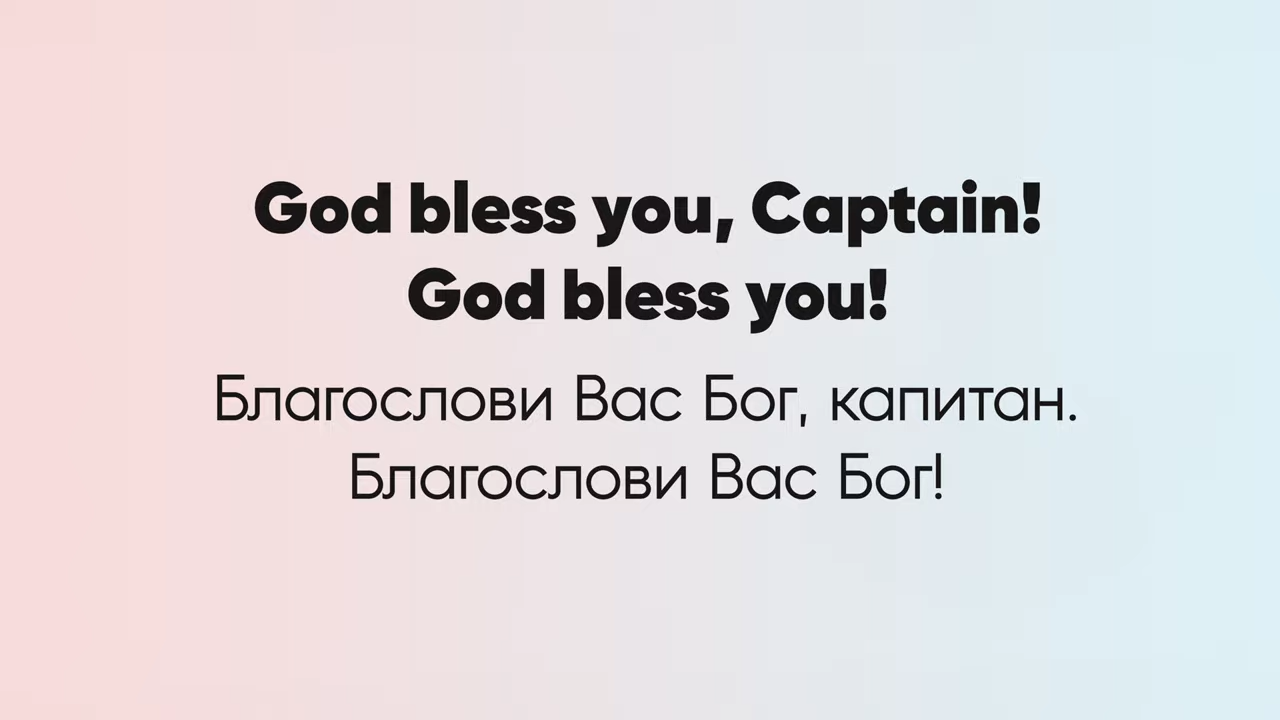 God bless you, Captain!
God bless you!
Благослови Вас Бог, капитан.
Благослови Вас Бог!